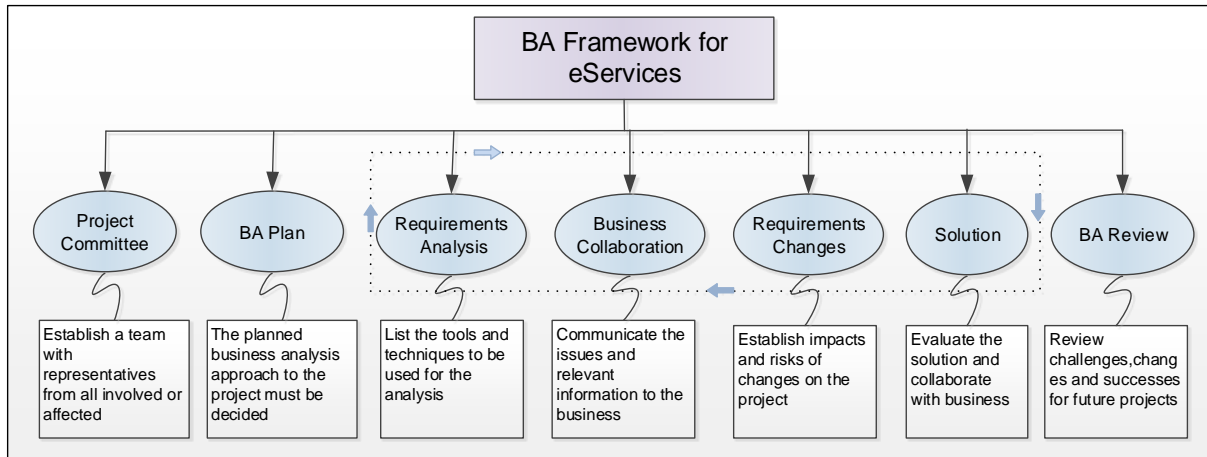 BA Framework for
eServices
Project
Committee
BA Plan
Requirements
Analysis
Business
Collaboration
Requirements
Changes
Solution
BA Review
Establish a team
with
representatives
from all involved or
affected
The planned
business analysis
approach to the
project must be
decided
List the tools and
techniques to be
used for the
analysis
Communicate the
issues and
relevant
information to the
business
Establish impacts
and risks of
changes on the
project
Evaluate the
solution and
collaborate
with business
Review
challenges,chang
es and successes
for future projects